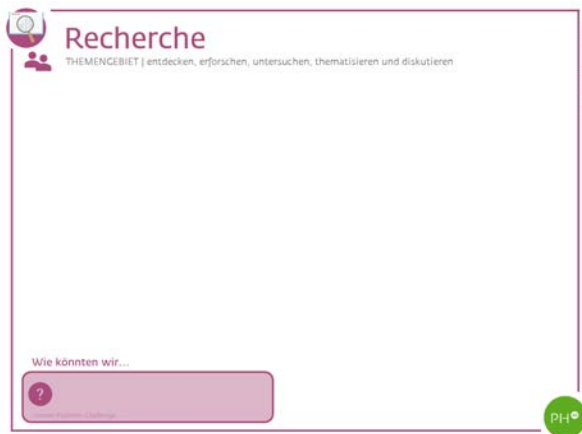 Recherche
THEMENGEBIET | entdecken, erforschen, untersuchen, thematisieren und diskutieren
Wie könnten wir...
?
PH